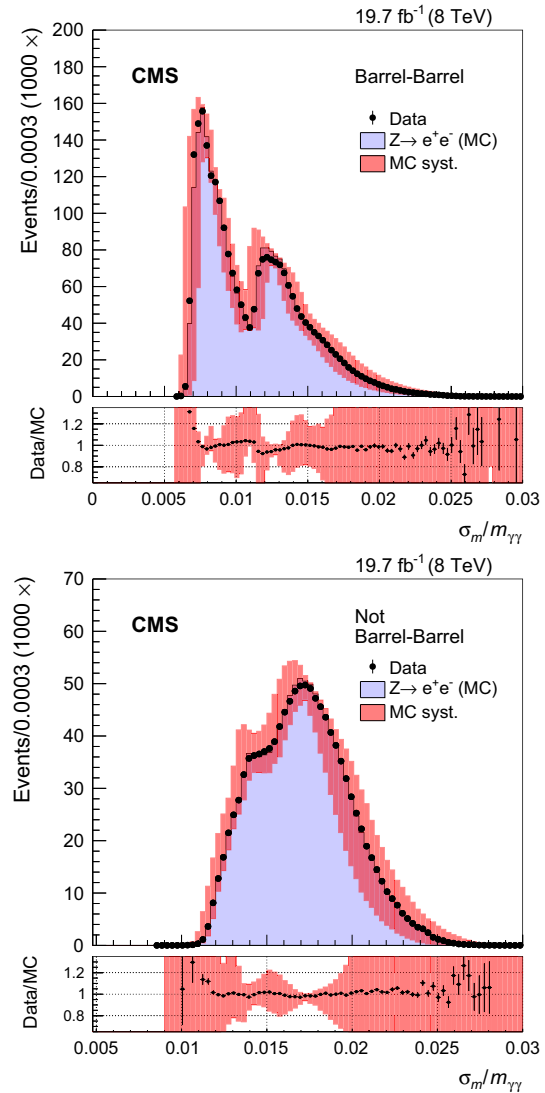 19.7 fb⁻¹ (8 TeV)
CMS
Barrel-Barrel
Data
Z→ e⁺e⁻ (MC)
MC syst.
Events/0.0003 (1000 ×)
200
180
160
140
120
100
80
60
40
20
0
Data/MC
1.2
1
0.8
0 0.005 0.01 0.015 0.02 0.025 0.03
σm/mγγ
19.7 fb⁻¹ (8 TeV)
CMS
Not
Barrel-Barrel
Data
Z→ e⁺e⁻ (MC)
MC syst.
Events/0.0003 (1000 ×)
70
60
50
40
30
20
10
0
Data/MC
1.2
1
0.8
0.005 0.01 0.015 0.02 0.025 0.03
σm/mγγ